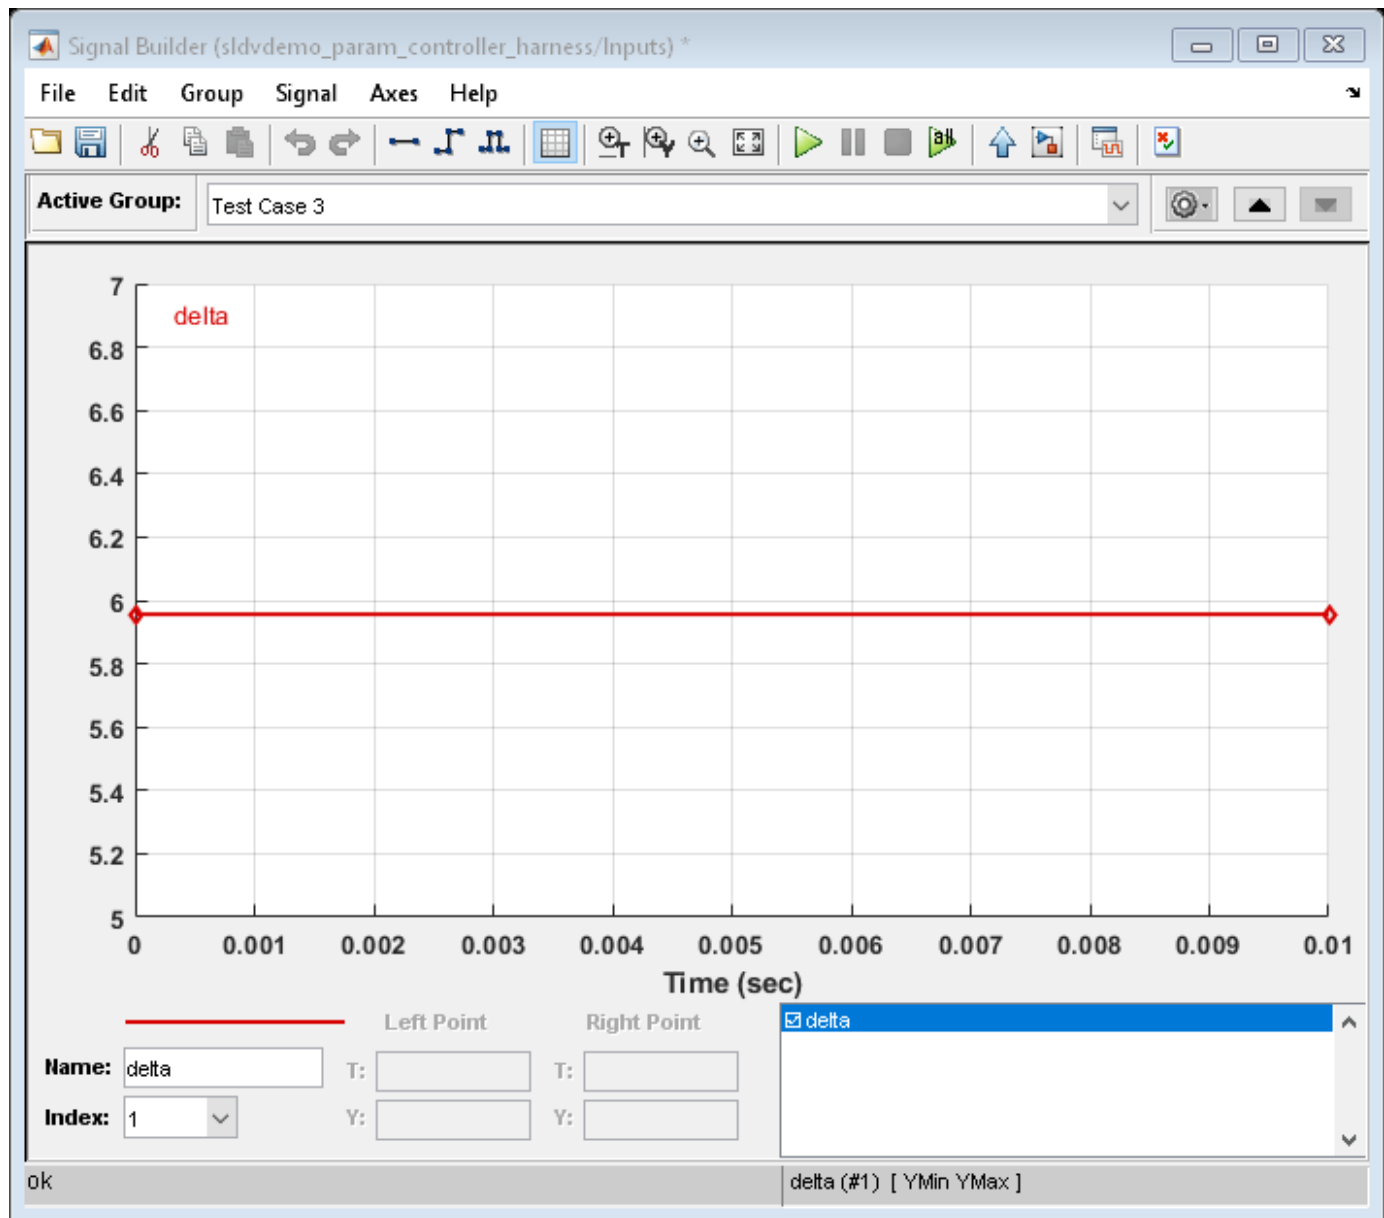 Signal Builder (sldvdemo_param_controller_harness/Inputs) *
File Edit Group Signal Axes Help
Active Group: Test Case 3
7
delta
6.8
6.6
6.4
6.2
6
5.8
5.6
5.4
5.2
5
0 0.001 0.002 0.003 0.004 0.005 0.006 0.007 0.008 0.009 0.01
Time (sec)
Left Point Right Point delta
Name: delta T: T:
Index: 1 Y: Y:
ok delta (#1) [ YMin YMax ]